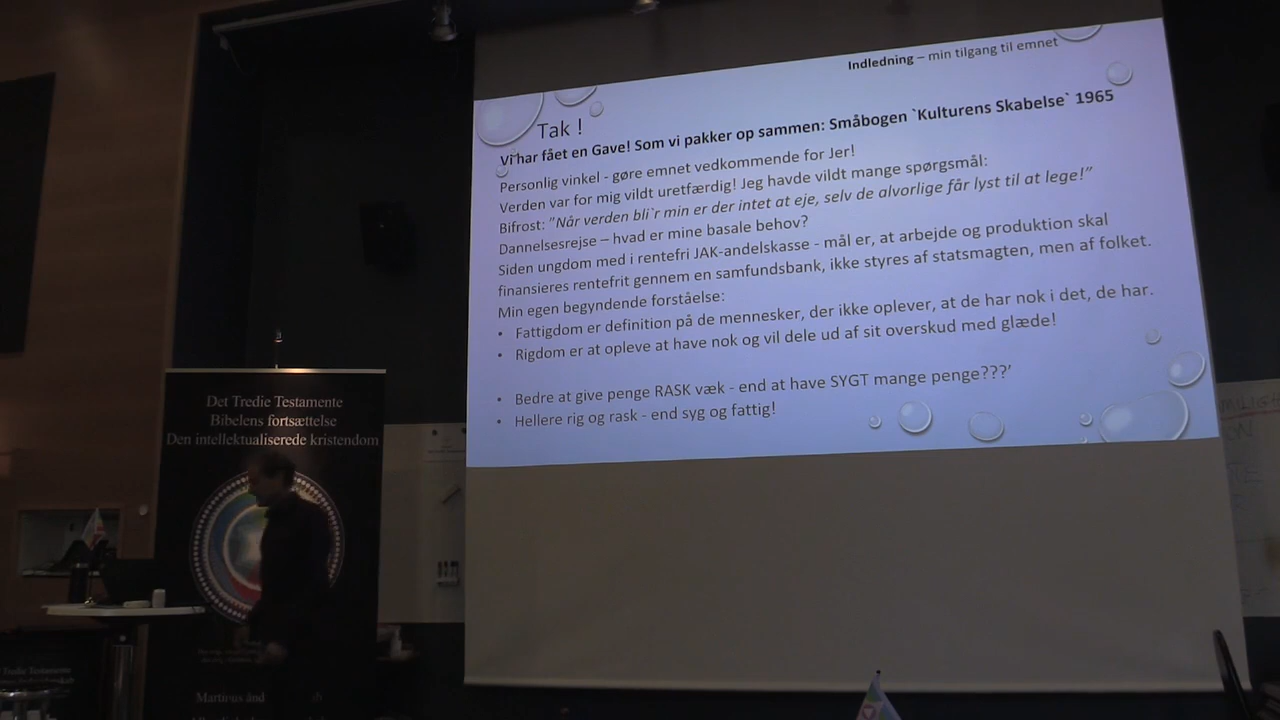 Indledning – min tilgang til emnet
Tak !
Vi har fået en Gave! Som vi pakker op sammen: Småbogen `Kulturens Skabelse` 1965
Personlig vinkel - gøre emnet vedkommende for Jer!
Verden var for mig vildt uretfærdig! Jeg havde vildt mange spørgsmål:
Bifrost: ”Når verden bli`r min er der intet at eje, selv de alvorlige får lyst til at lege!”
Dannelsesrejse – hvad er mine basale behov?
Siden ungdom med i rentefri JAK-andelskasse - mål er, at arbejde og produktion skal
finansieres rentefrit gennem en samfundsbank, ikke styres af statsmagten, men af folket.
Min egen begyndende forståelse:
• Fattigdom er definition på de mennesker, der ikke oplever, at de har nok i det, de har.
• Rigdom er at opleve at have nok og vil dele ud af sit overskud med glæde!
• Bedre at give penge RASK væk - end at have SYGT mange penge???’
• Hellere rig og rask - end syg og fattig!
Det Tredie Testamente
Bibelens fortsættelse
Den intellektualiserede kristendom
Martinus ånd
Tredie Testamente